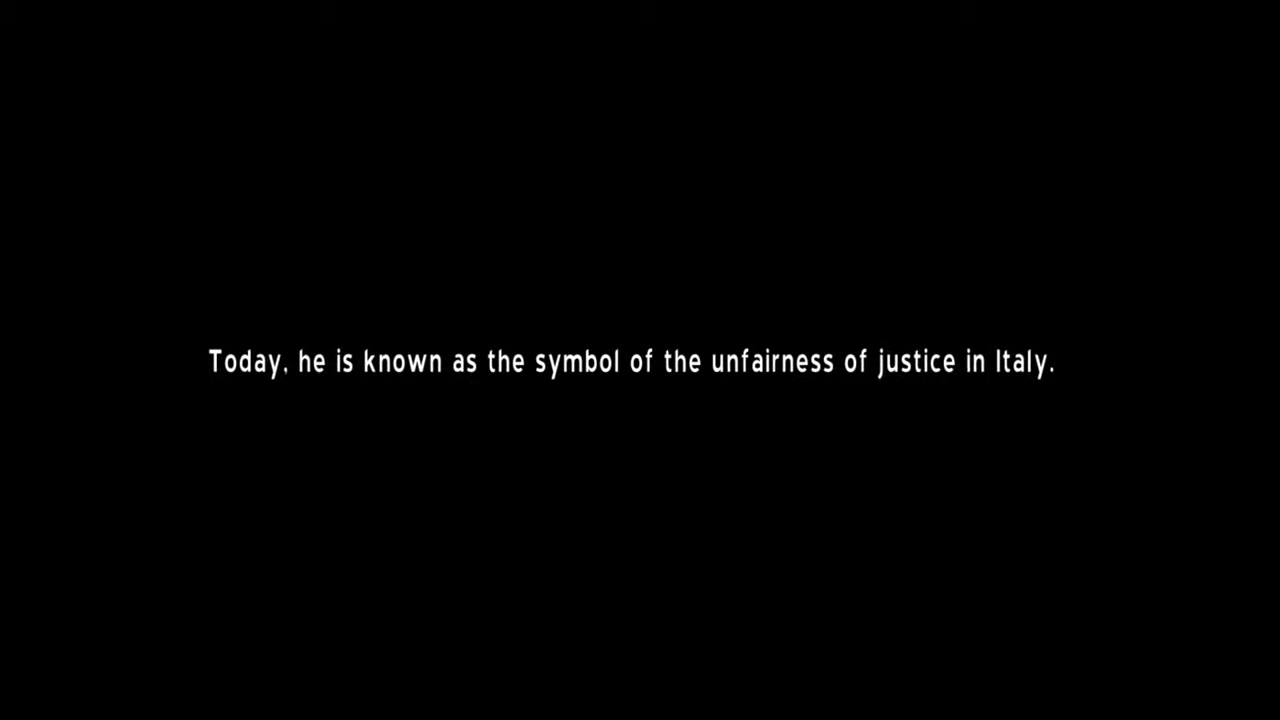 Today, he is known as the symbol of the unfairness of justice in Italy.